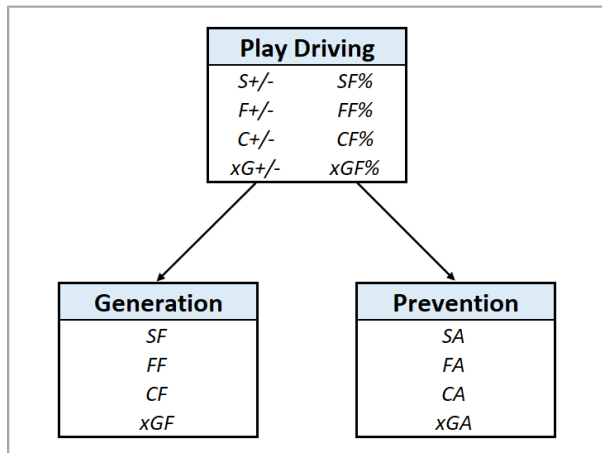 Play Driving
S+/- SF%
F+/- FF%
C+/- CF%
xG+/- xGF%
Generation
SF
FF
CF
xGF
Prevention
SA
FA
CA
xGA